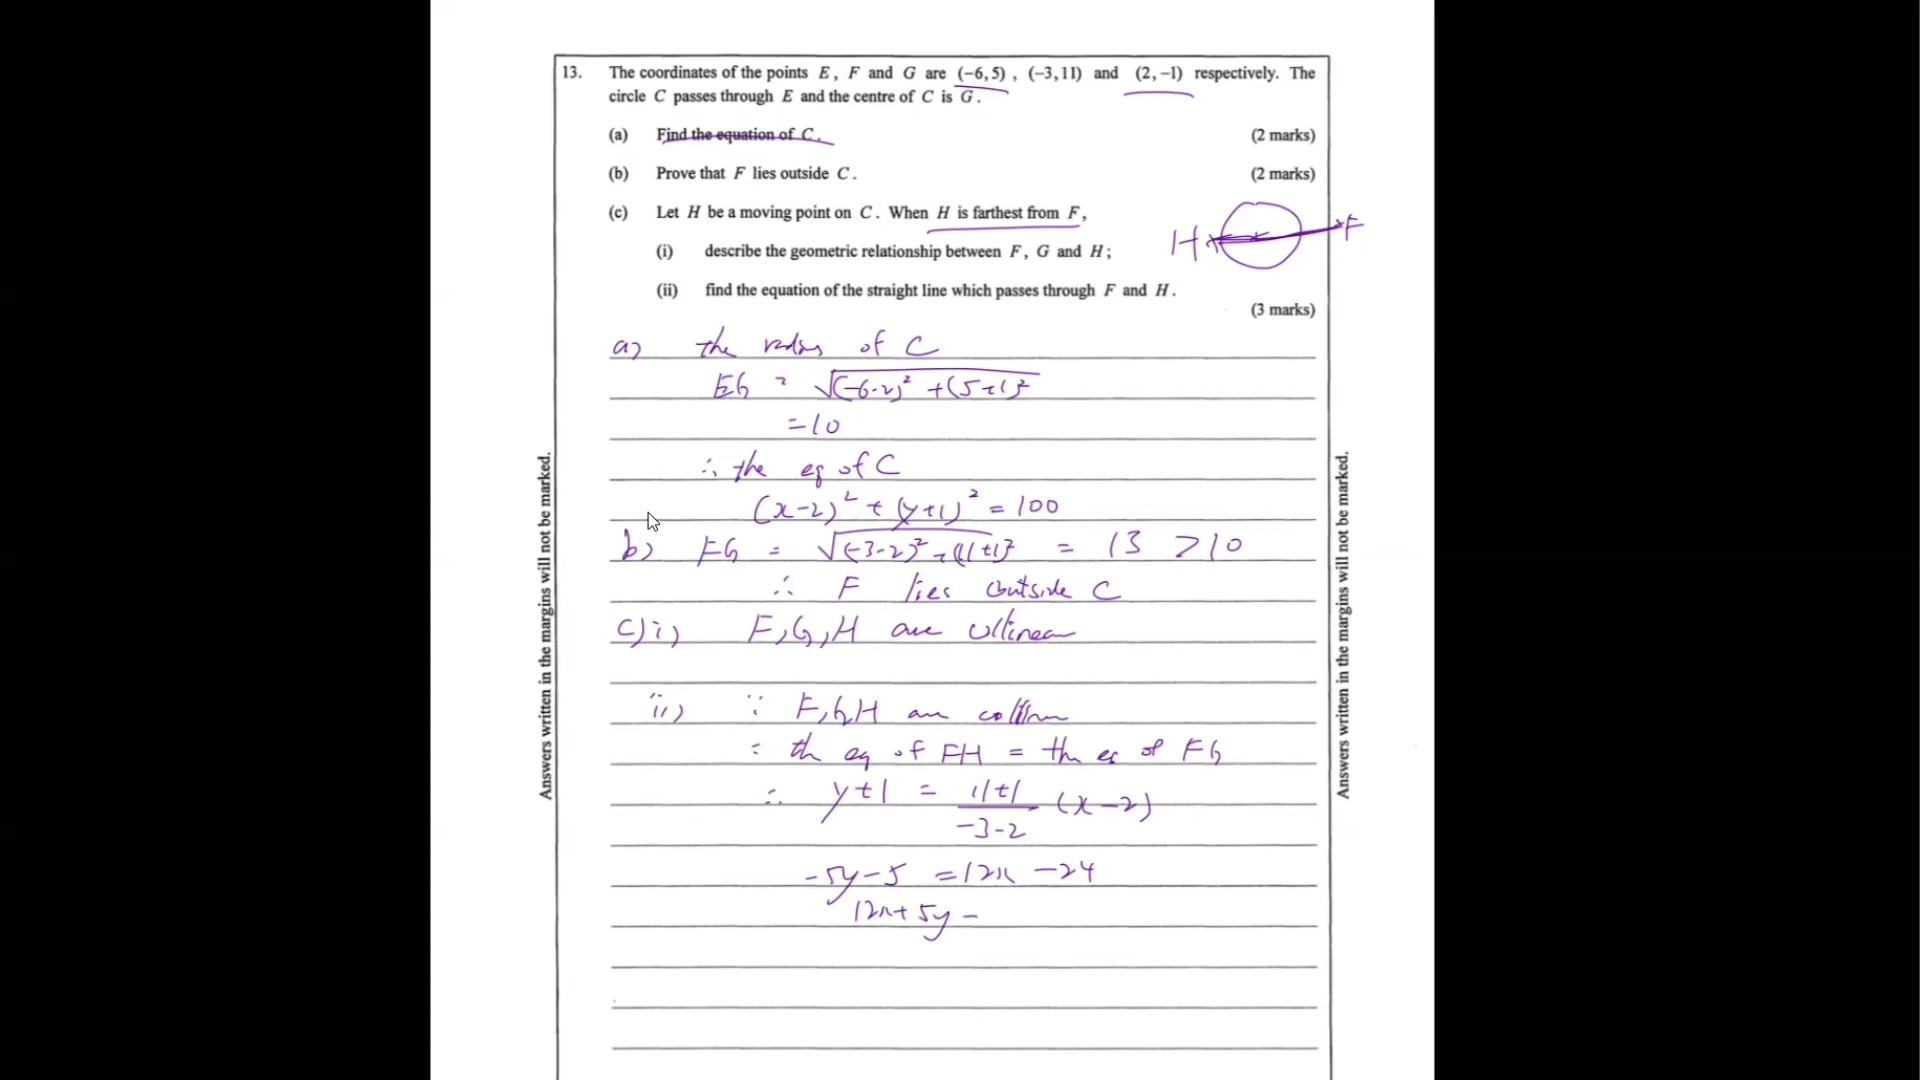 13. The coordinates of the points E, F and G are (−6,5), (−3,11) and (2,−1) respectively. The
circle C passes through E and the centre of C is G.
(a) Find the equation of C. (2 marks)
(b) Prove that F lies outside C. (2 marks)
(c) Let H be a moving point on C. When H is farthest from F,
H F
(i) describe the geometric relationship between F, G and H;
(ii) find the equation of the straight line which passes through F and H.
(3 marks)
a) the radius of C
EG = √(-6-2)² + (5+1)²
= 10
∴ the eq of C
(x-2)² + (y+1)² = 100
b) FG = √(-3-2)² + (11+1)² = 13 > 10
∴ F lies outside C
c)i) F, G, H are collinear
ii) ∵ F, G, H are collinear
∴ the eq of FH = the eq of FG
∴ y+1 = 11+1 / -3-2 (x-2)
-5y-5 = 12x -24
12x+5y -
Answers written in the margins will not be marked.
Answers written in the margins will not be marked.